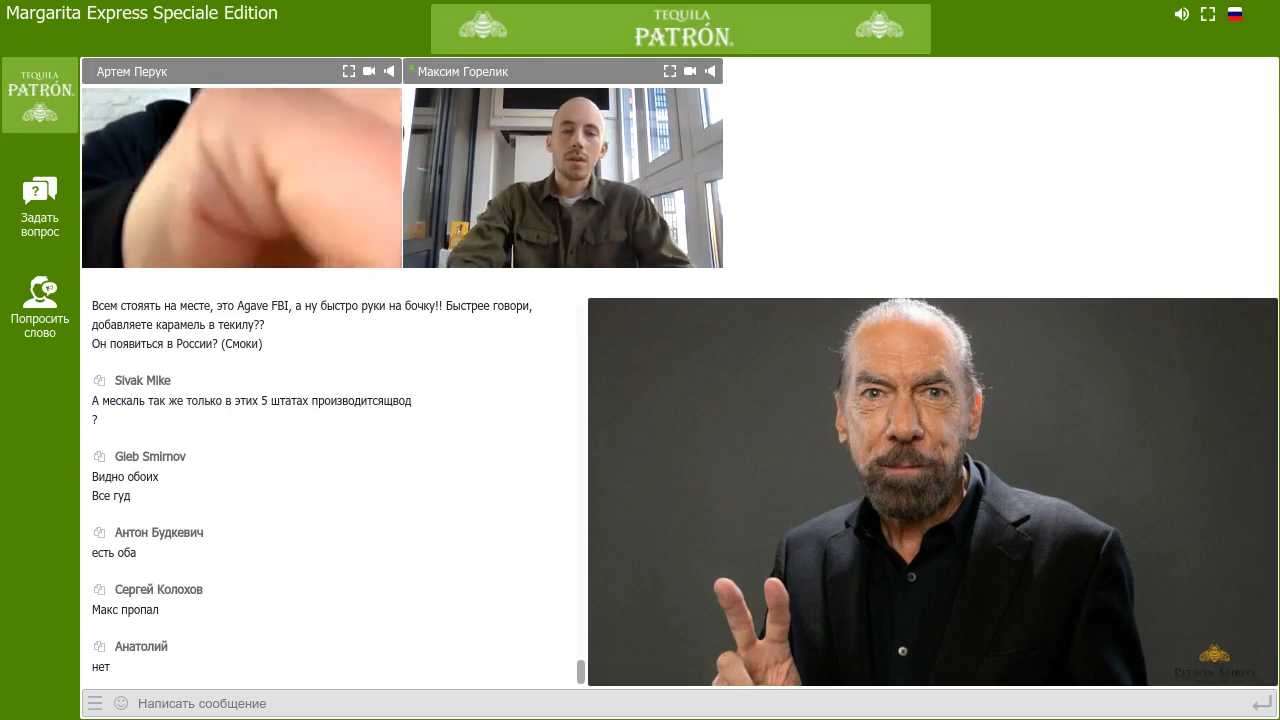 Margarita Express Speciale Edition
TEQUILA
PATRÓN.
TEQUILA
PATRÓN.
Артем Перук
Максим Горелик
Задать
вопрос
Попросить
слово
Всем стояять на месте, это Agave FBI, а ну быстро руки на бочку!! Быстрее говори,
добавляете карамель в текилу??
Он появиться в России? (Смоки)
Sivak Mike
А мескаль так же только в этих 5 штатах производитсящвод
?
Gleb Smirnov
Видно обоих
Все гуд
Антон Будкевич
есть оба
Сергей Колохов
Макс пропал
Анатолий
нет
Написать сообщение
PATRÓN SPIRITS